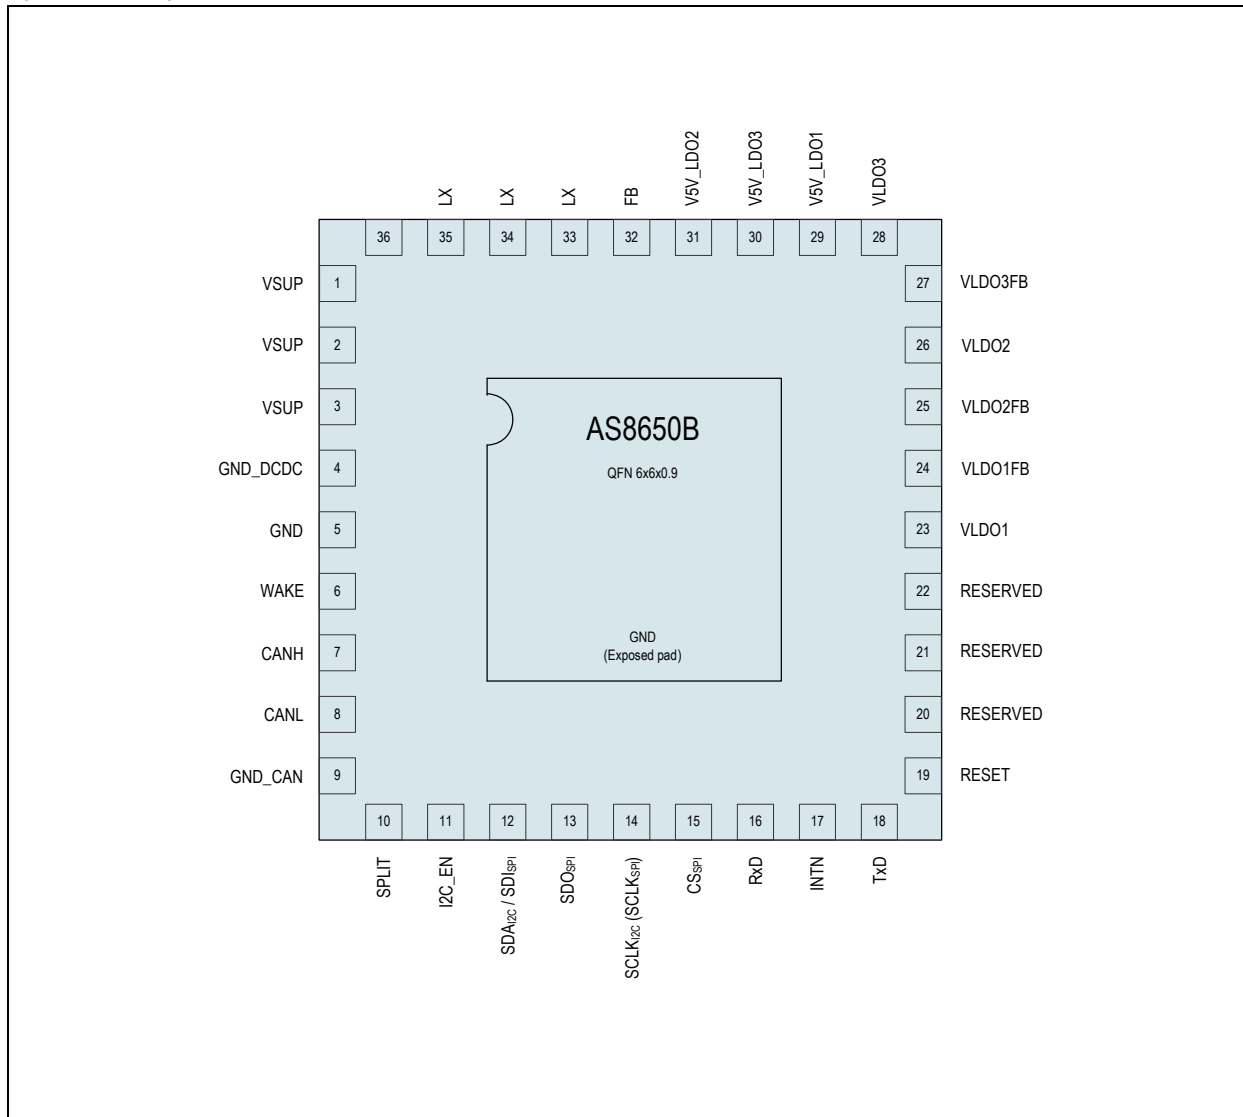 LX
LX
LX
FB
V5V_LDO2
V5V_LDO3
V5V_LDO1
VLDO3
36 35 34 33 32 31 30 29 28
VSUP 1
VSUP 2
VSUP 3
GND_DCDC 4
GND 5
WAKE 6
CANH 7
CANL 8
GND_CAN 9
AS8650B
QFN 6x6x0.9
GND
(Exposed pad)
27 VLDO3FB
26 VLDO2
25 VLDO2FB
24 VLDO1FB
23 VLDO1
22 RESERVED
21 RESERVED
20 RESERVED
19 RESET
10 11 12 13 14 15 16 17 18
SPLIT
I2C_EN
SDAI2C / SDISPI
SDOSPI
SCLKI2C (SCLKSPI)
CSSPI
RxD
INTN
TxD